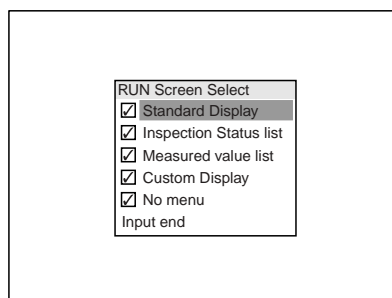 RUN Screen Select
Standard Display
Inspection Status list
Measured value list
Custom Display
No menu
Input end